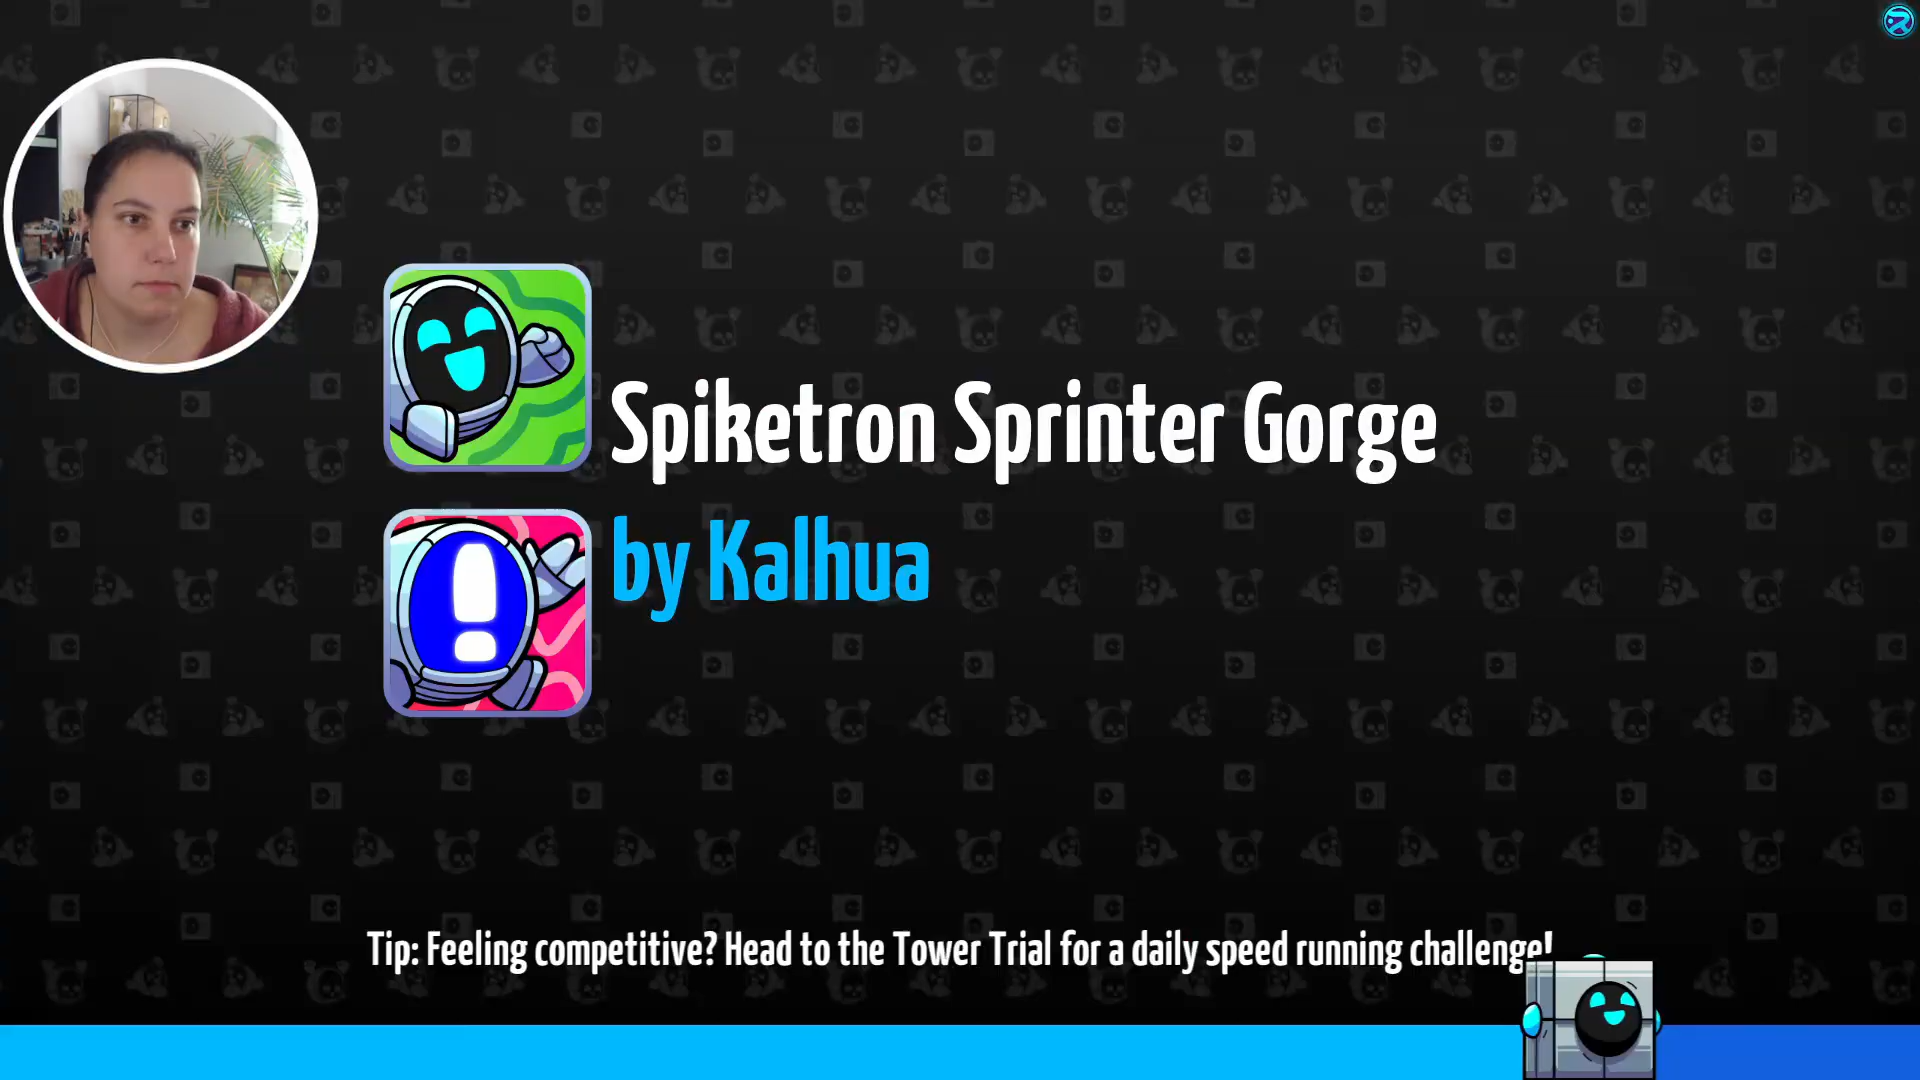 Spiketron Sprinter Gorge
by Kalhua
Tip: Feeling competitive? Head to the Tower Trial for a daily speed running challenge!